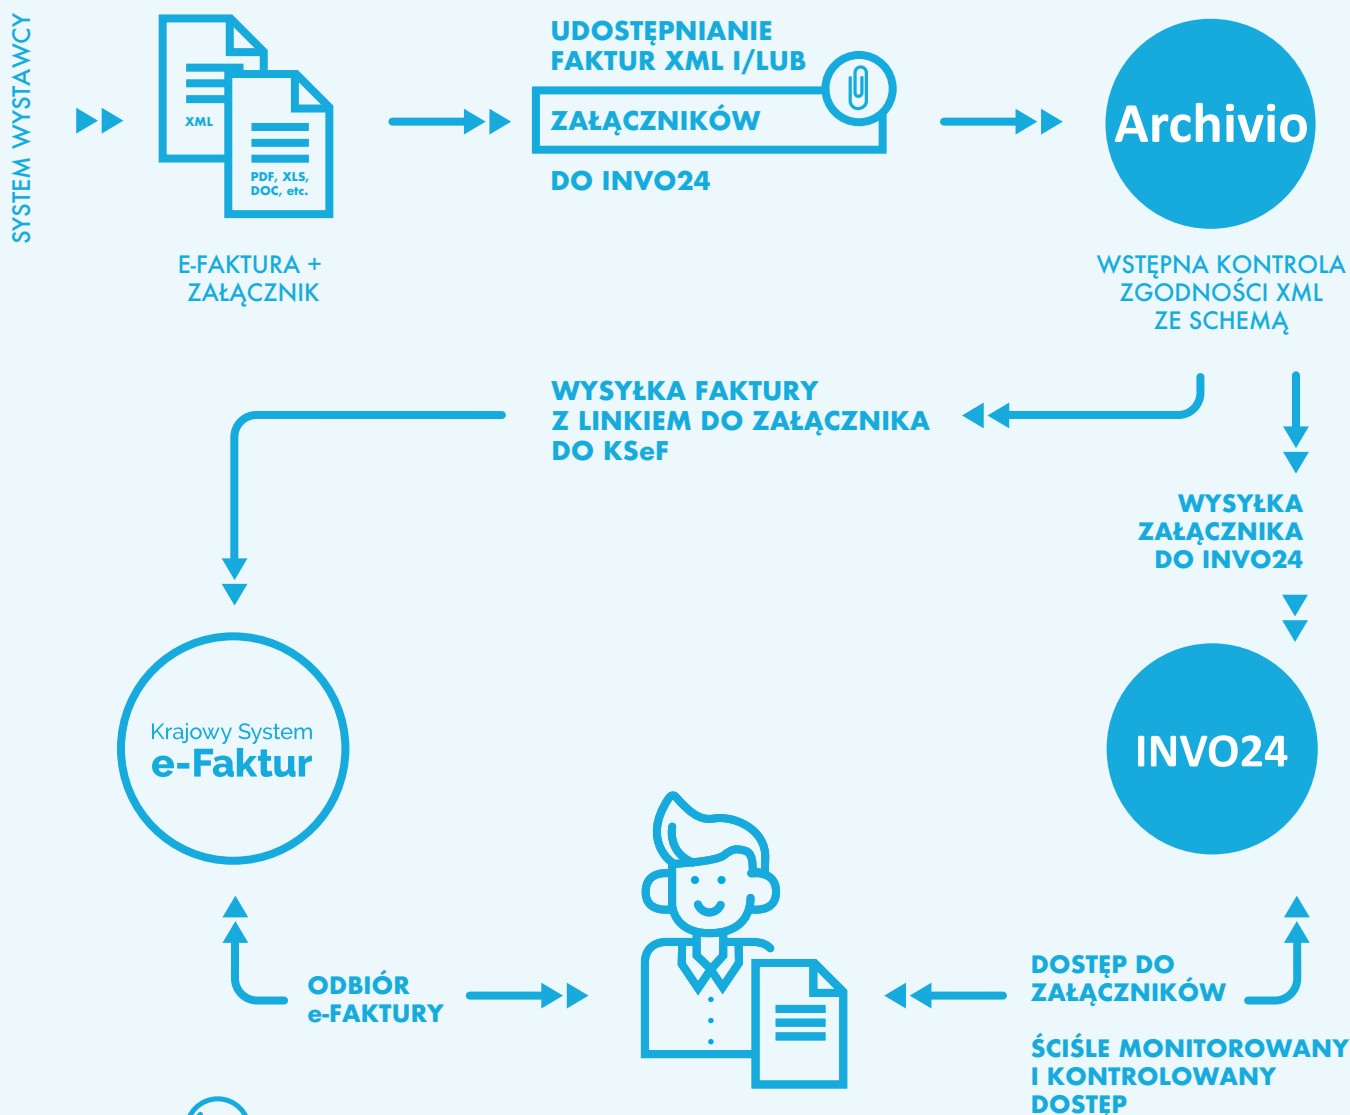 SYSTEM WYSTAWCY
XML
PDF, XLS,
DOC, etc.
E-FAKTURA +
ZAŁĄCZNIK
UDOSTĘPNIANIE
FAKTUR XML I/LUB
ZAŁĄCZNIKÓW
DO INVO24
Archivio
WSTĘPNA KONTROLA
ZGODNOŚCI XML
ZE SCHEMĄ
WYSYŁKA FAKTURY
Z LINKIEM DO ZAŁĄCZNIKA
DO KSeF
WYSYŁKA
ZAŁĄCZNIKA
DO INVO24
Krajowy System
e-Faktur
INVO24
ODBIÓR
e-FAKTURY
DOSTĘP DO
ZAŁĄCZNIKÓW
ŚCIŚLE MONITOROWANY
I KONTROLOWANY
DOSTĘP